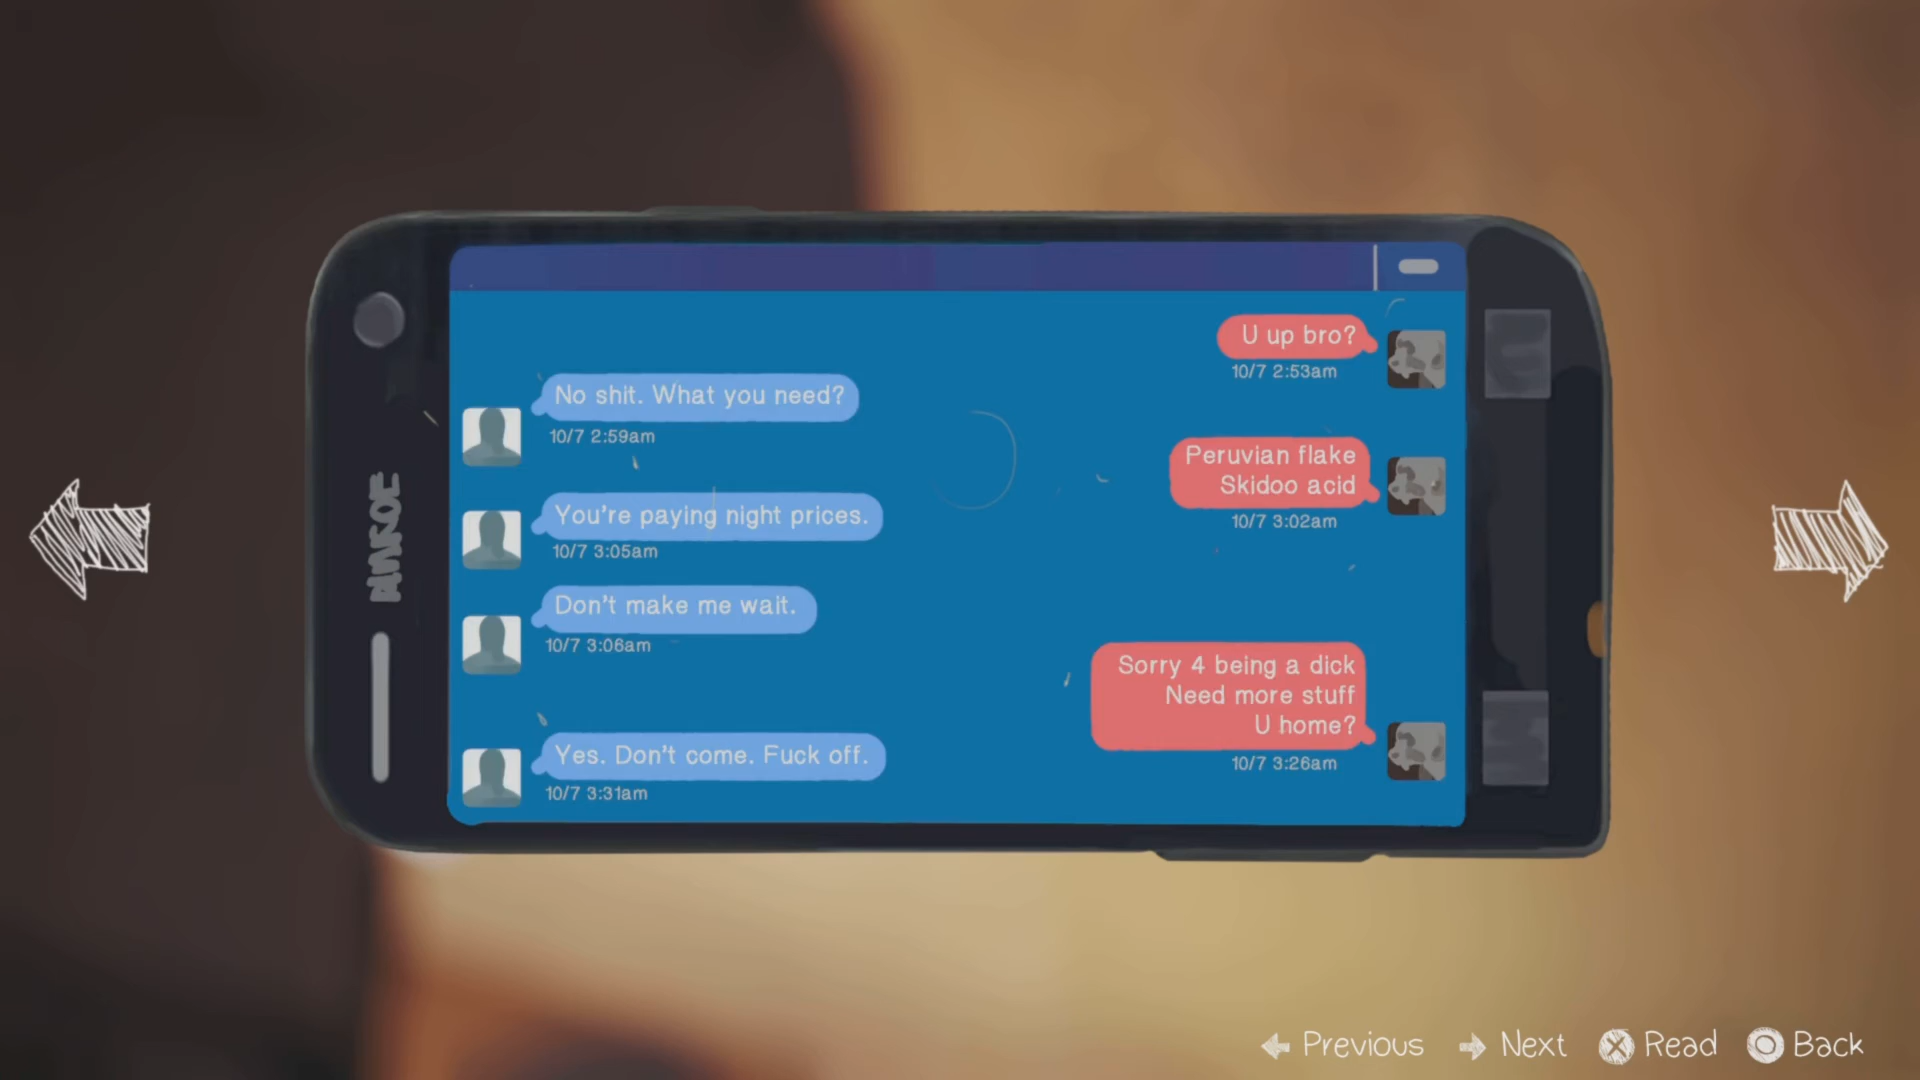 U up bro?
10/7 2:53am
No shit. What you need?
10/7 2:59am
Peruvian flake
Skidoo acid
10/7 3:02am
You're paying night prices.
10/7 3:05am
Don't make me wait.
10/7 3:06am
Sorry 4 being a dick
Need more stuff
U home?
10/7 3:26am
Yes. Don't come. Fuck off.
10/7 3:31am
Previous
Next
Read
Back